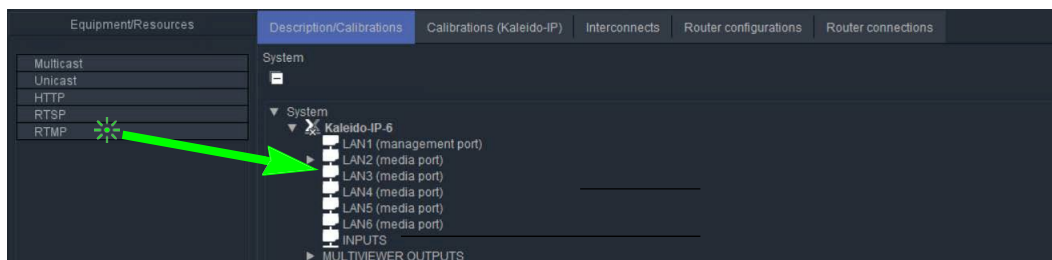 Equipment/Resources
Description/Calibrations
Calibrations (Kaleido-IP)
Interconnects
Router configurations
Router connections
Multicast
Unicast
HTTP
RTSP
RTMP
System
System
Kaleido-IP-6
LAN1 (management port)
LAN2 (media port)
LAN3 (media port)
LAN4 (media port)
LAN5 (media port)
LAN6 (media port)
INPUTS
MULTIVIEWER OUTPUTS